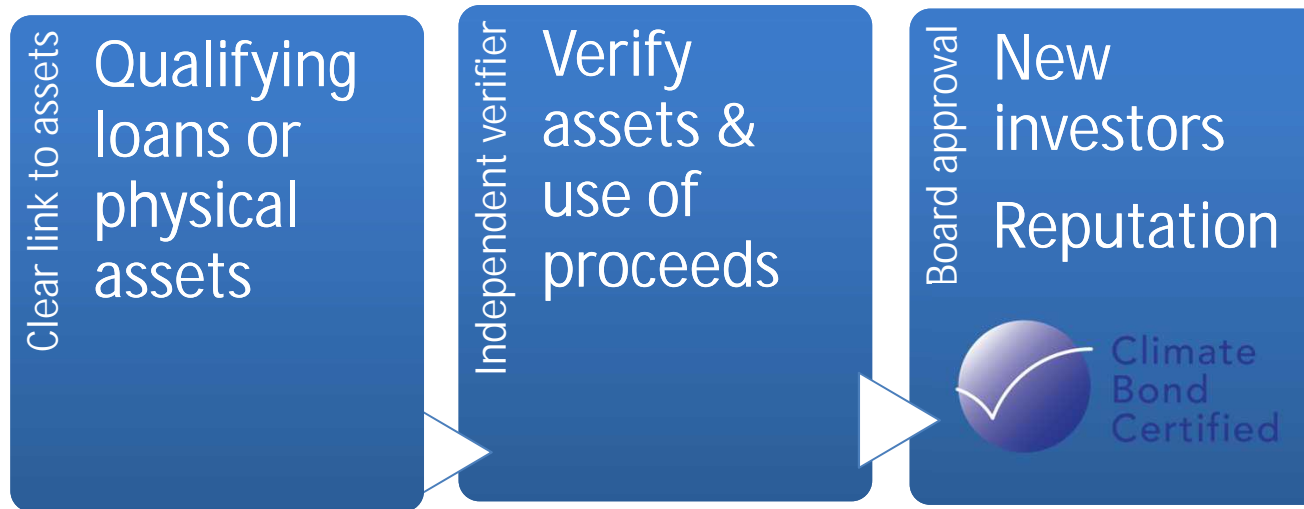 Clear link to assets
Qualifying
loans or
physical
assets
Independent verifier
Verify
assets &
use of
proceeds
Board approval
New
investors
Reputation
Climate
Bond
Certified